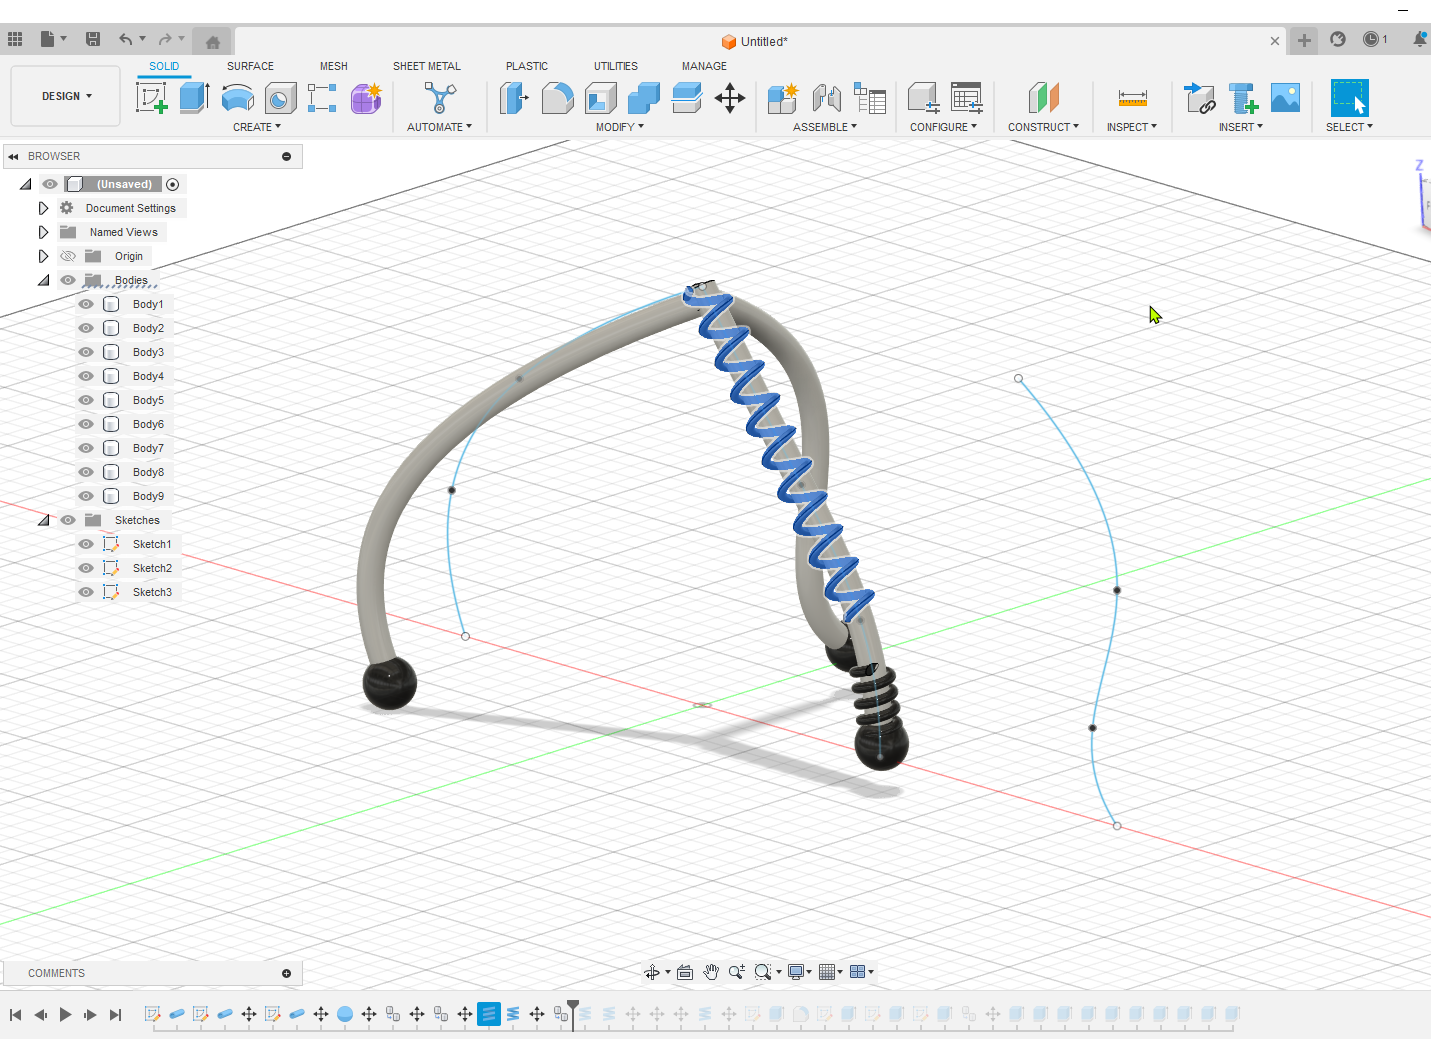 Untitled*
1
SOLID SURFACE MESH SHEET METAL PLASTIC UTILITIES MANAGE
DESIGN
CREATE AUTOMATE MODIFY ASSEMBLE CONFIGURE CONSTRUCT INSPECT INSERT SELECT
BROWSER
(Unsaved)
Document Settings
Named Views
Origin
Bodies
Body1
Body2
Body3
Body4
Body5
Body6
Body7
Body8
Body9
Sketches
Sketch1
Sketch2
Sketch3
Z
COMMENTS